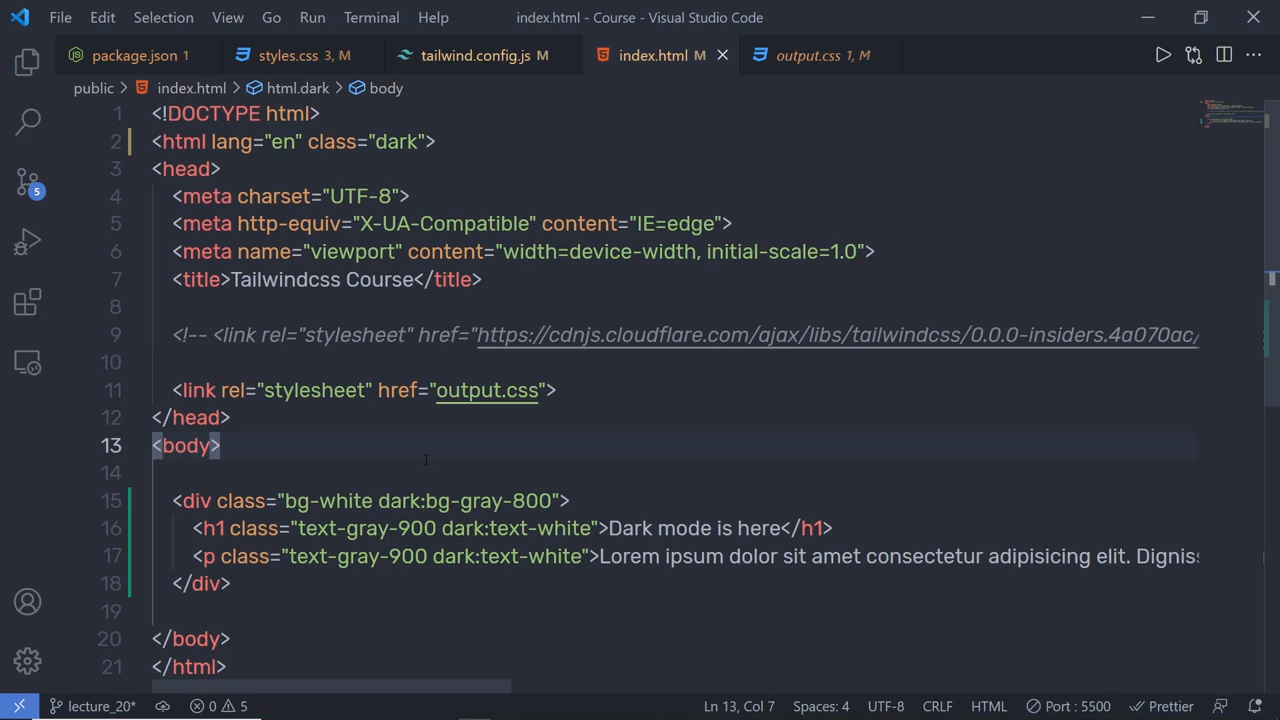 File Edit Selection View Go Run Terminal Help index.html - Course - Visual Studio Code
package.json 1 styles.css 3, M tailwind.config.js M index.html M output.css 1, M
public > index.html > html.dark > body
1 <!DOCTYPE html>
2 <html lang="en" class="dark">
3 <head>
4 <meta charset="UTF-8">
5 <meta http-equiv="X-UA-Compatible" content="IE=edge">
6 <meta name="viewport" content="width=device-width, initial-scale=1.0">
7 <title>Tailwindcss Course</title>
8
9 <!-- <link rel="stylesheet" href="https://cdnjs.cloudflare.com/ajax/libs/tailwindcss/0.0.0-insiders.4a070ac/
10
11 <link rel="stylesheet" href="output.css">
12 </head>
13 <body>
14
15 <div class="bg-white dark:bg-gray-800">
16 <h1 class="text-gray-900 dark:text-white">Dark mode is here</h1>
17 <p class="text-gray-900 dark:text-white">Lorem ipsum dolor sit amet consectetur adipisicing elit. Digniss
18 </div>
19
20 </body>
21 </html>
5
lecture_20* 0 5 Ln 13, Col 7 Spaces: 4 UTF-8 CRLF HTML Port : 5500 Prettier